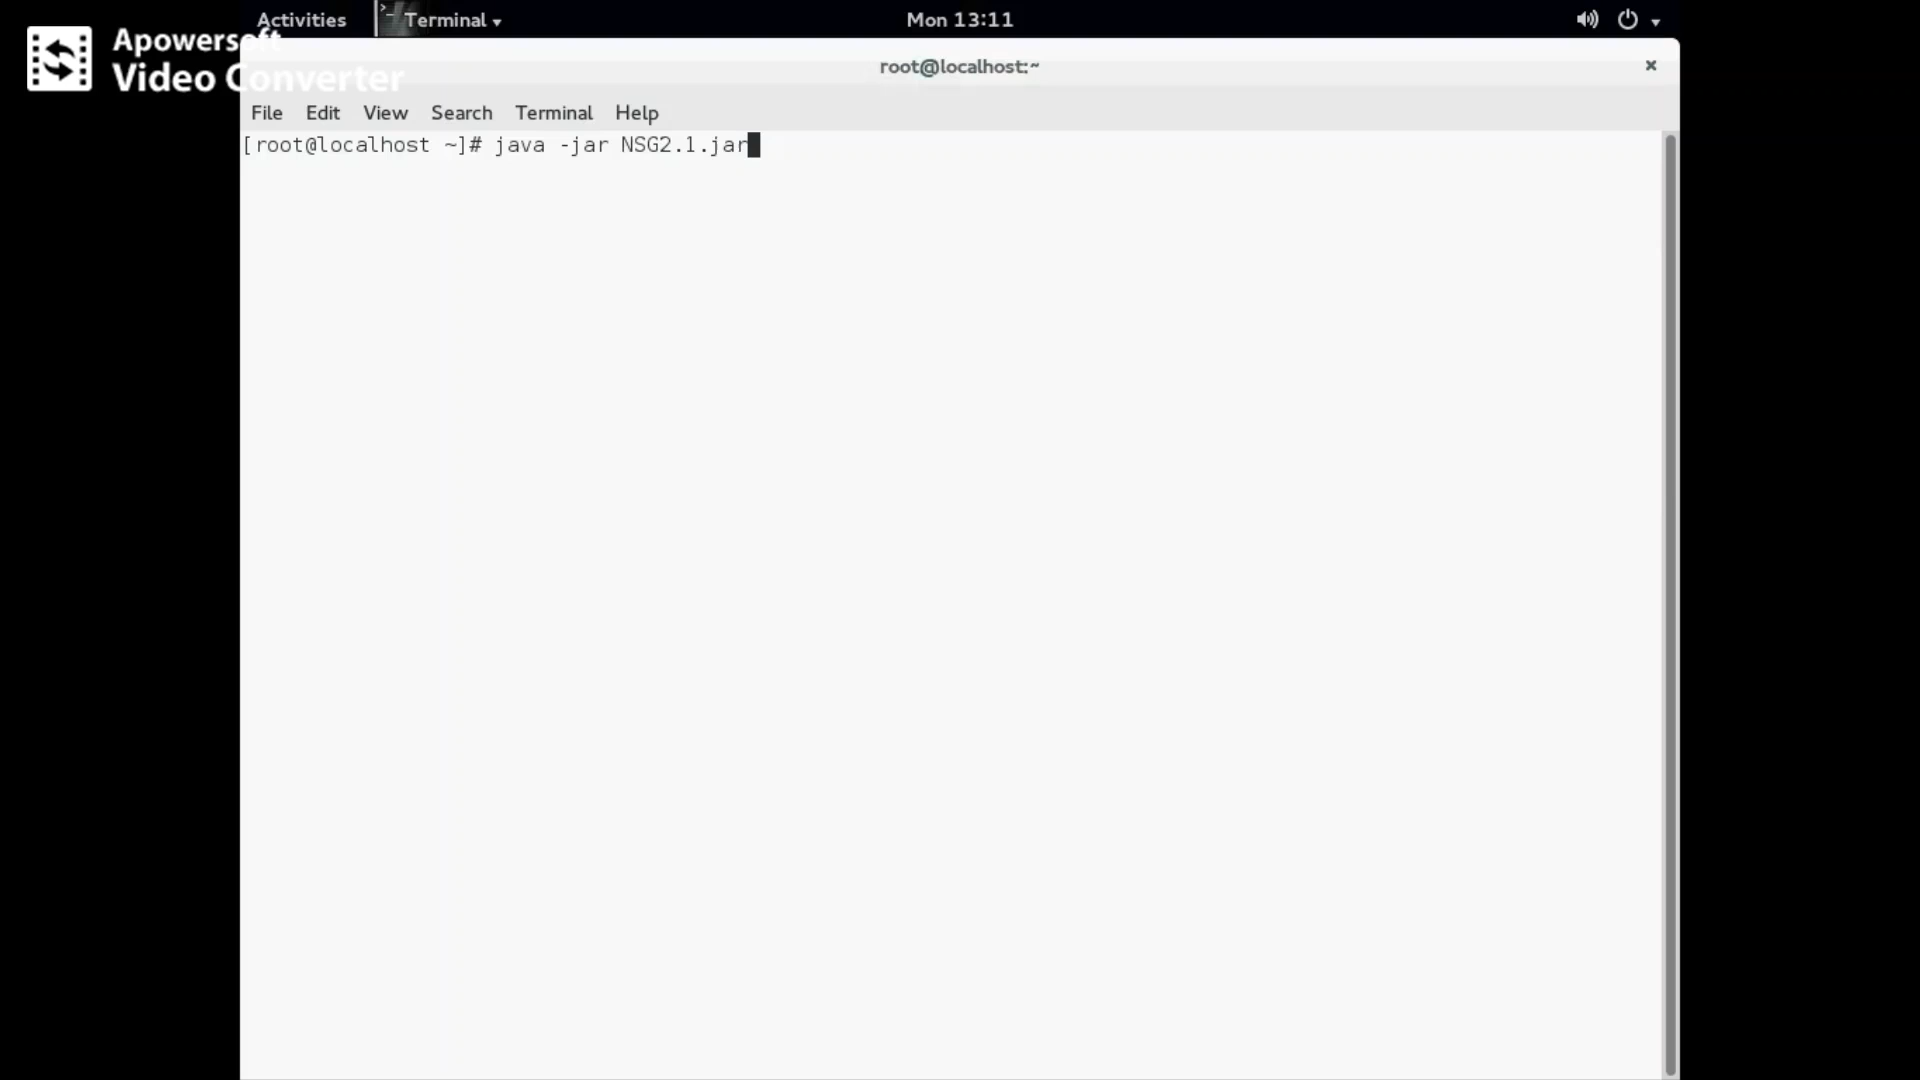 Activities Terminal Mon 13:11
Apowersoft
Video Converter
root@localhost:~
File Edit View Search Terminal Help
[root@localhost ~]# java -jar NSG2.1.jar